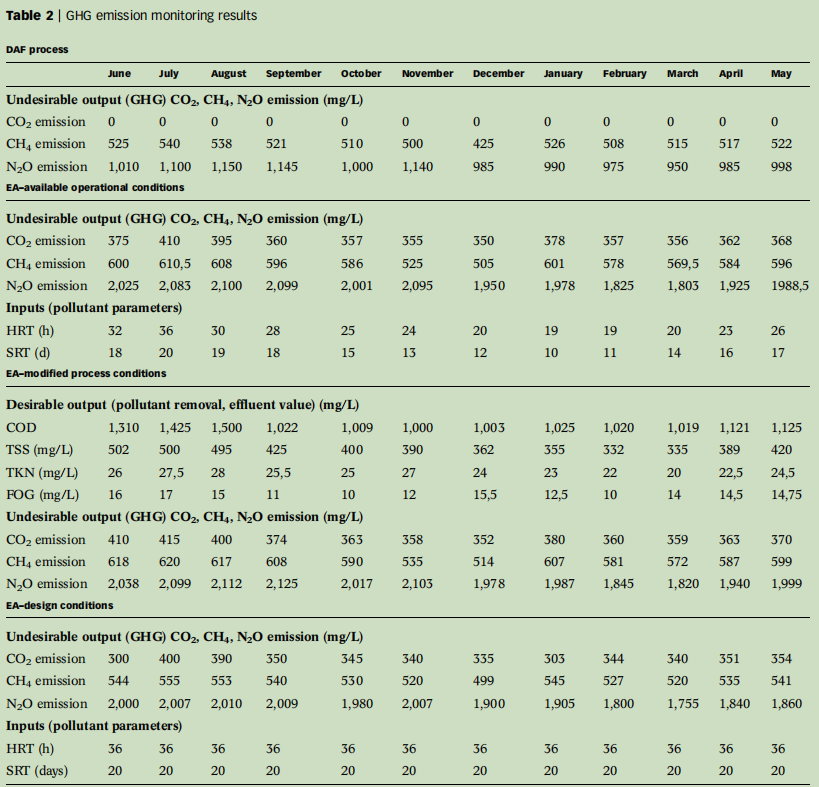 Table 2 | GHG emission monitoring results
DAF process
June July August September October November December January February March April May
Undesirable output (GHG) CO₂, CH₄, N₂O emission (mg/L)
CO₂ emission 0 0 0 0 0 0 0 0 0 0 0 0
CH₄ emission 525 540 538 521 510 500 425 526 508 515 517 522
N₂O emission 1,010 1,100 1,150 1,145 1,000 1,140 985 990 975 950 985 998
EA–available operational conditions
Undesirable output (GHG) CO₂, CH₄, N₂O emission (mg/L)
CO₂ emission 375 410 395 360 357 355 350 378 357 356 362 368
CH₄ emission 600 610,5 608 596 586 525 505 601 578 569,5 584 596
N₂O emission 2,025 2,083 2,100 2,099 2,001 2,095 1,950 1,978 1,825 1,803 1,925 1988,5
Inputs (pollutant parameters)
HRT (h) 32 36 30 28 25 24 20 19 19 20 23 26
SRT (d) 18 20 19 18 15 13 12 10 11 14 16 17
EA–modified process conditions
Desirable output (pollutant removal, effluent value) (mg/L)
COD 1,310 1,425 1,500 1,022 1,009 1,000 1,003 1,025 1,020 1,019 1,121 1,125
TSS (mg/L) 502 500 495 425 400 390 362 355 332 335 389 420
TKN (mg/L) 26 27,5 28 25,5 25 27 24 23 22 20 22,5 24,5
FOG (mg/L) 16 17 15 11 10 12 15,5 12,5 10 14 14,5 14,75
Undesirable output (GHG) CO₂, CH₄, N₂O emission (mg/L)
CO₂ emission 410 415 400 374 363 358 352 380 360 359 363 370
CH₄ emission 618 620 617 608 590 535 514 607 581 572 587 599
N₂O emission 2,038 2,099 2,112 2,125 2,017 2,103 1,978 1,987 1,845 1,820 1,940 1,999
EA–design conditions
Undesirable output (GHG) CO₂, CH₄, N₂O emission (mg/L)
CO₂ emission 300 400 390 350 345 340 335 303 344 340 351 354
CH₄ emission 544 555 553 540 530 520 499 545 527 520 535 541
N₂O emission 2,000 2,007 2,010 2,009 1,980 2,007 1,900 1,905 1,800 1,755 1,840 1,860
Inputs (pollutant parameters)
HRT (h) 36 36 36 36 36 36 36 36 36 36 36 36
SRT (days) 20 20 20 20 20 20 20 20 20 20 20 20